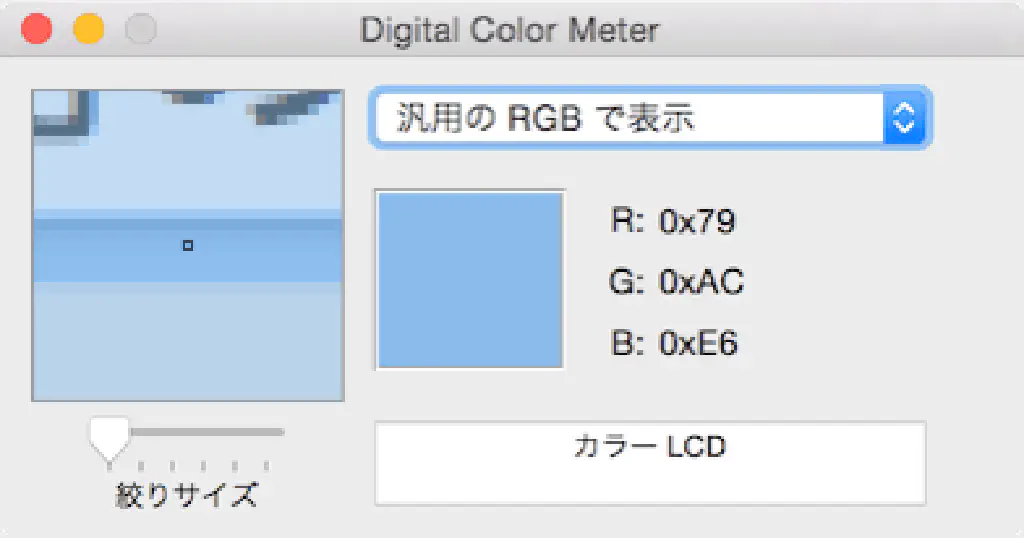 Digital Color Meter
汎用の RGB で表示
R: 0x79
G: 0xAC
B: 0xE6
カラー LCD
絞りサイズ